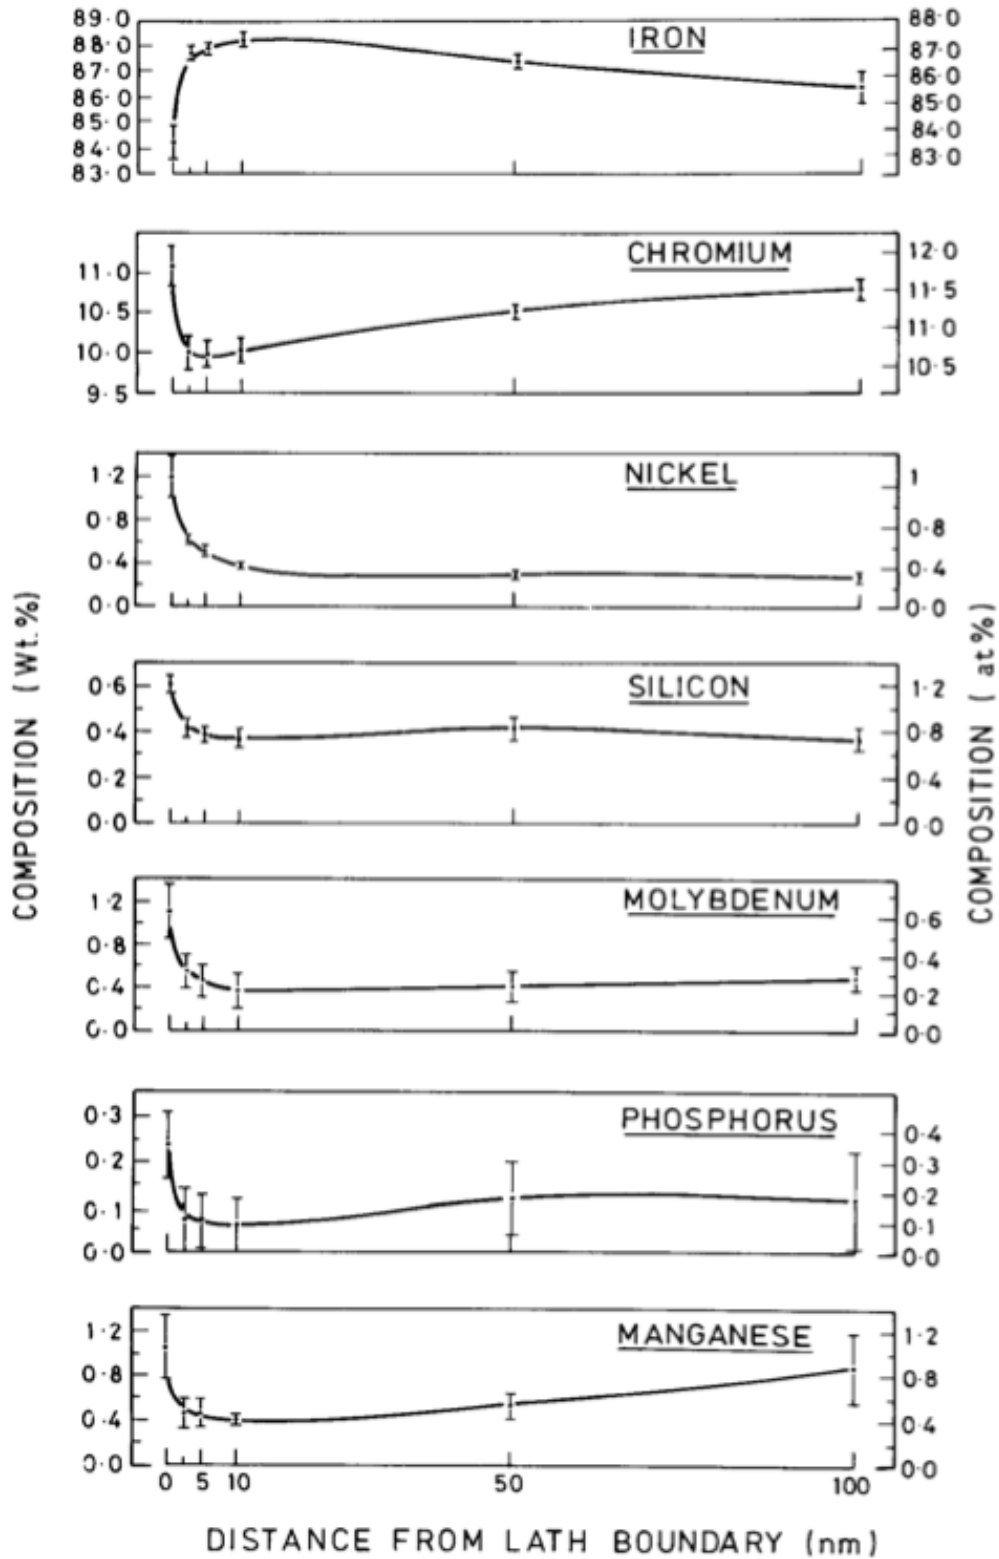 89.0 88.0
88.0 IRON 87.0
87.0 86.0
86.0 85.0
85.0 84.0
84.0 83.0
83.0
CHROMIUM 12.0
11.0 11.5
10.5 11.0
10.0 10.5
9.5
1.2 NICKEL 1
0.8 0.8
0.4 0.4
0.0 0.0
0.6 SILICON 1.2
0.4 0.8
0.2 0.4
0.0 0.0
1.2 MOLYBDENUM 0.6
0.8 0.4
0.4 0.2
0.0 0.0
0.3 PHOSPHORUS 0.4
0.2 0.3
0.1 0.2
0.0 0.1
0.0
1.2 MANGANESE 1.2
0.8 0.8
0.4 0.4
0.0 0.0
0 5 10 50 100
DISTANCE FROM LATH BOUNDARY (nm)
COMPOSITION (Wt.%)
COMPOSITION ( at%)